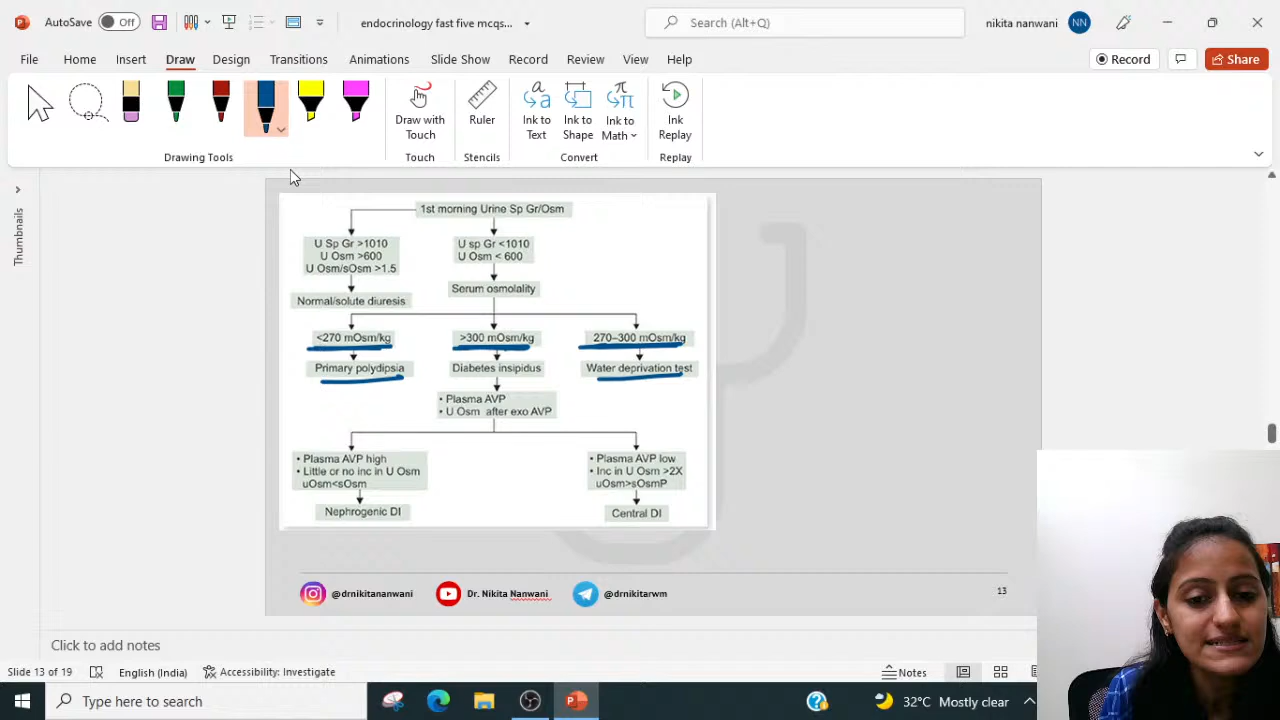 AutoSave Off
endocrinology fast five mcqs...
Search (Alt+Q)
nikita nanwani NN
File Home Insert Draw Design Transitions Animations Slide Show Record Review View Help
Record Share
Draw with Touch
Ruler
Ink to Text
Ink to Shape
Ink to Math
Ink Replay
Drawing Tools Touch Stencils Convert Replay
Thumbnails
1st morning Urine Sp Gr/Osm
U Sp Gr >1010
U Osm >600
U Osm/sOsm >1.5
U sp Gr <1010
U Osm < 600
Normal/solute diuresis
Serum osmolality
<270 mOsm/kg
>300 mOsm/kg
270–300 mOsm/kg
Primary polydipsia
Diabetes insipidus
Water deprivation test
• Plasma AVP
• U Osm after exo AVP
• Plasma AVP high
• Little or no inc in U Osm
uOsm<sOsm
• Plasma AVP low
• Inc in U Osm >2X
uOsm>sOsmP
Nephrogenic DI
Central DI
@drnikitananwani
Dr. Nikita Nanwani
@drnikitarwm
13
Click to add notes
Slide 13 of 19
English (India)
Accessibility: Investigate
Notes
Type here to search
32°C Mostly clear